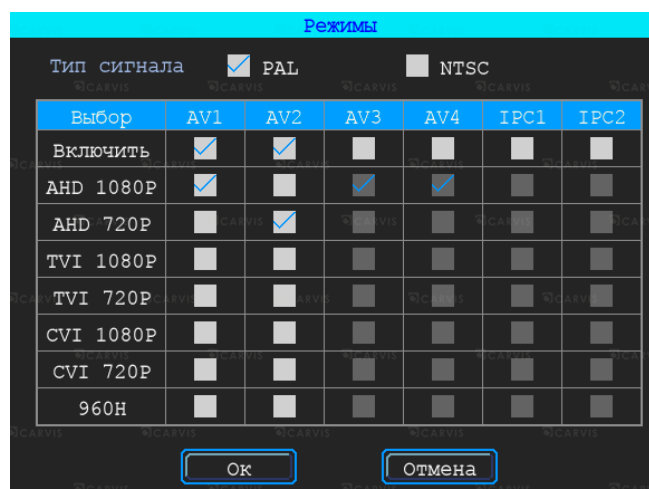 Режимы
Тип сигнала PAL NTSC
Выбор AV1 AV2 AV3 AV4 IPC1 IPC2
Включить
AHD 1080P
AHD 720P
TVI 1080P
TVI 720P
CVI 1080P
CVI 720P
960H
Ок Отмена
CARVIS